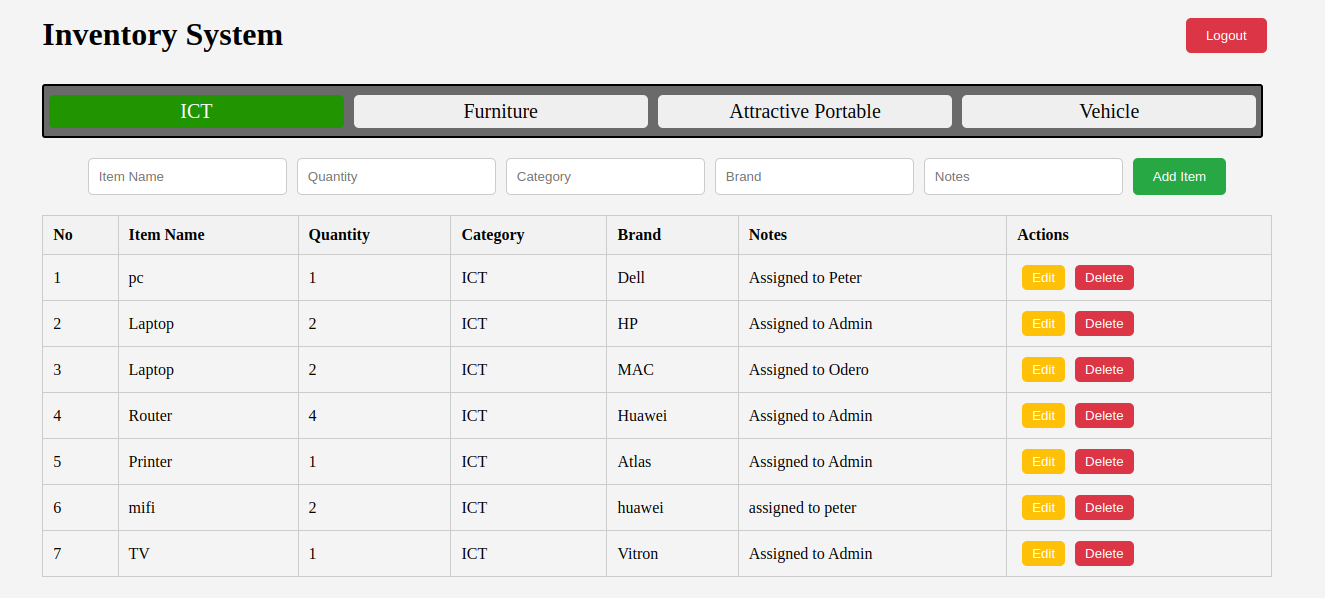 Inventory System Logout
ICT Furniture Attractive Portable Vehicle
Item Name Quantity Category Brand Notes Add Item
No Item Name Quantity Category Brand Notes Actions
1 pc 1 ICT Dell Assigned to Peter Edit Delete
2 Laptop 2 ICT HP Assigned to Admin Edit Delete
3 Laptop 2 ICT MAC Assigned to Odero Edit Delete
4 Router 4 ICT Huawei Assigned to Admin Edit Delete
5 Printer 1 ICT Atlas Assigned to Admin Edit Delete
6 mifi 2 ICT huawei assigned to peter Edit Delete
7 TV 1 ICT Vitron Assigned to Admin Edit Delete